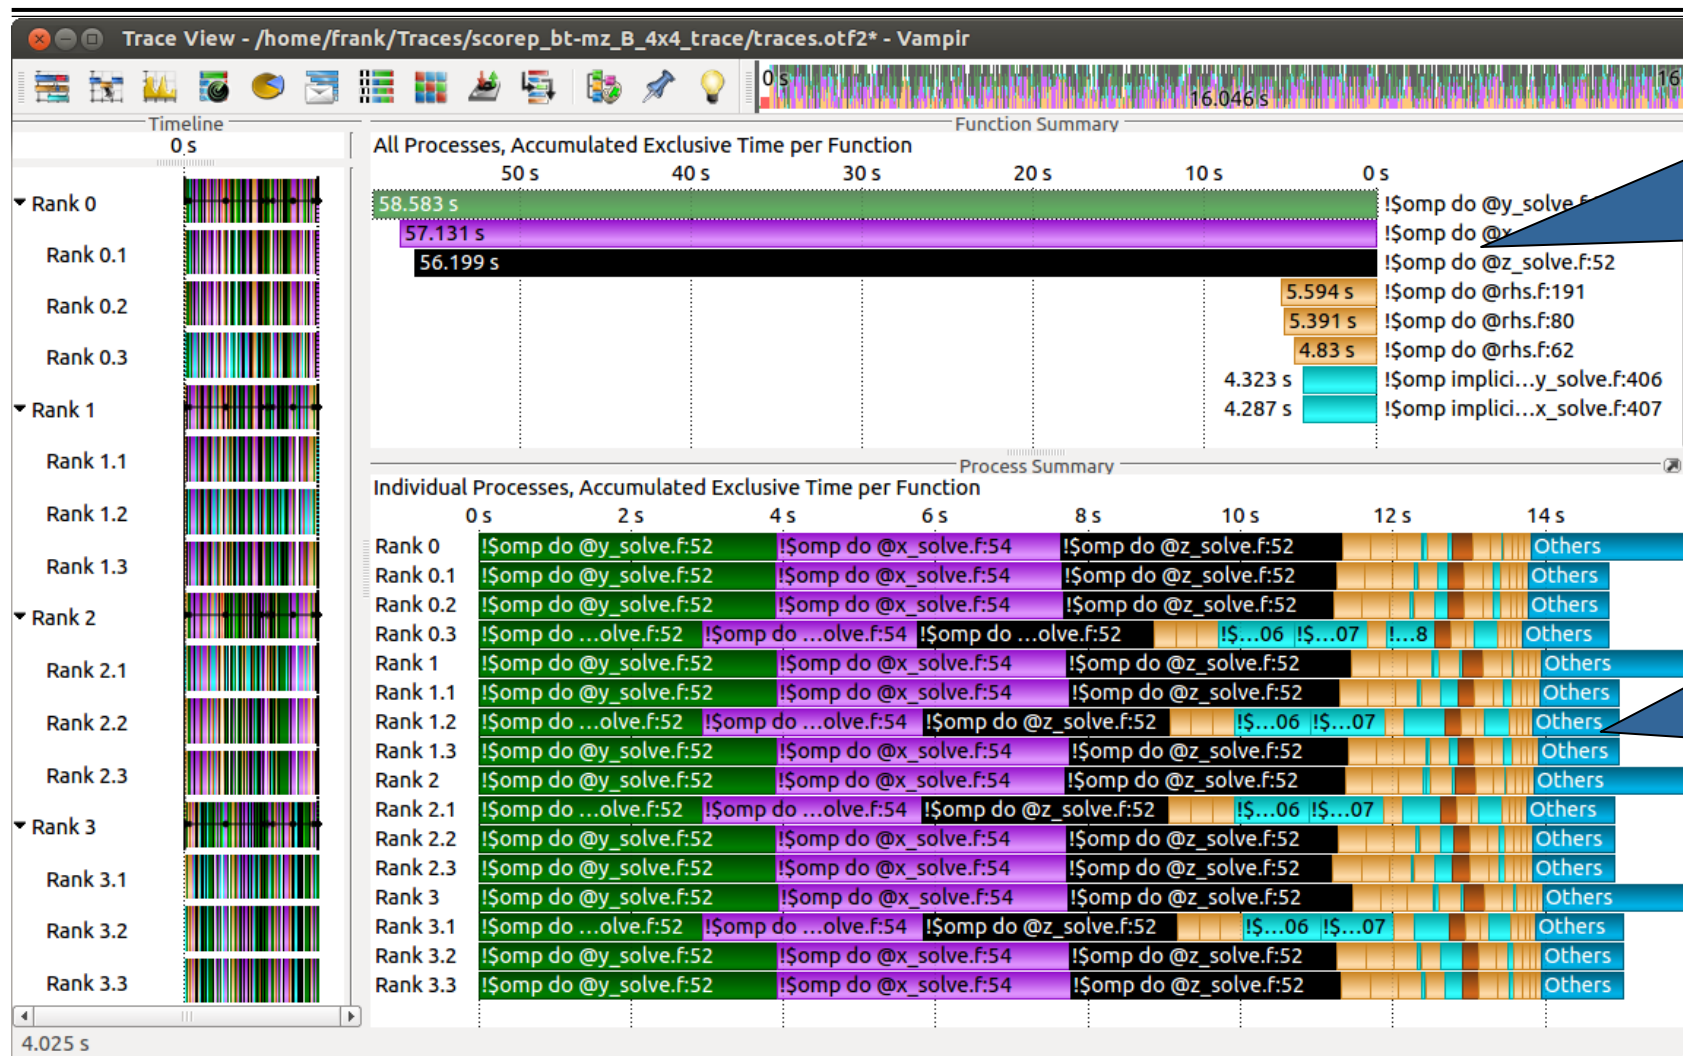 Trace View - /home/frank/Traces/scorep_bt-mz_B_4x4_trace/traces.otf2* - Vampir
0 s 16.046 s 16
Timeline
0 s
Rank 0
Rank 0.1
Rank 0.2
Rank 0.3
Rank 1
Rank 1.1
Rank 1.2
Rank 1.3
Rank 2
Rank 2.1
Rank 2.2
Rank 2.3
Rank 3
Rank 3.1
Rank 3.2
Rank 3.3
Function Summary
All Processes, Accumulated Exclusive Time per Function
50 s 40 s 30 s 20 s 10 s 0 s
58.583 s !$omp do @y_solve.f
57.131 s !$omp do @x
56.199 s !$omp do @z_solve.f:52
5.594 s !$omp do @rhs.f:191
5.391 s !$omp do @rhs.f:80
4.83 s !$omp do @rhs.f:62
4.323 s !$omp implici...y_solve.f:406
4.287 s !$omp implici...x_solve.f:407
Process Summary
Individual Processes, Accumulated Exclusive Time per Function
0 s 2 s 4 s 6 s 8 s 10 s 12 s 14 s
Rank 0 !$omp do @y_solve.f:52 !$omp do @x_solve.f:54 !$omp do @z_solve.f:52 Others
Rank 0.1 !$omp do @y_solve.f:52 !$omp do @x_solve.f:54 !$omp do @z_solve.f:52 Others
Rank 0.2 !$omp do @y_solve.f:52 !$omp do @x_solve.f:54 !$omp do @z_solve.f:52 Others
Rank 0.3 !$omp do ...olve.f:52 !$omp do ...olve.f:54 !$omp do ...olve.f:52 !$...06 !$...07 !...8 Others
Rank 1 !$omp do @y_solve.f:52 !$omp do @x_solve.f:54 !$omp do @z_solve.f:52 Others
Rank 1.1 !$omp do @y_solve.f:52 !$omp do @x_solve.f:54 !$omp do @z_solve.f:52 Others
Rank 1.2 !$omp do ...olve.f:52 !$omp do ...olve.f:54 !$omp do @z_solve.f:52 !$...06 !$...07 Others
Rank 1.3 !$omp do @y_solve.f:52 !$omp do @x_solve.f:54 !$omp do @z_solve.f:52 Others
Rank 2 !$omp do @y_solve.f:52 !$omp do @x_solve.f:54 !$omp do @z_solve.f:52 Others
Rank 2.1 !$omp do ...olve.f:52 !$omp do ...olve.f:54 !$omp do @z_solve.f:52 !$...06 !$...07 Others
Rank 2.2 !$omp do @y_solve.f:52 !$omp do @x_solve.f:54 !$omp do @z_solve.f:52 Others
Rank 2.3 !$omp do @y_solve.f:52 !$omp do @x_solve.f:54 !$omp do @z_solve.f:52 Others
Rank 3 !$omp do @y_solve.f:52 !$omp do @x_solve.f:54 !$omp do @z_solve.f:52 Others
Rank 3.1 !$omp do ...olve.f:52 !$omp do ...olve.f:54 !$omp do @z_solve.f:52 !$...06 !$...07 Others
Rank 3.2 !$omp do @y_solve.f:52 !$omp do @x_solve.f:54 !$omp do @z_solve.f:52 Others
Rank 3.3 !$omp do @y_solve.f:52 !$omp do @x_solve.f:54 !$omp do @z_solve.f:52 Others
4.025 s